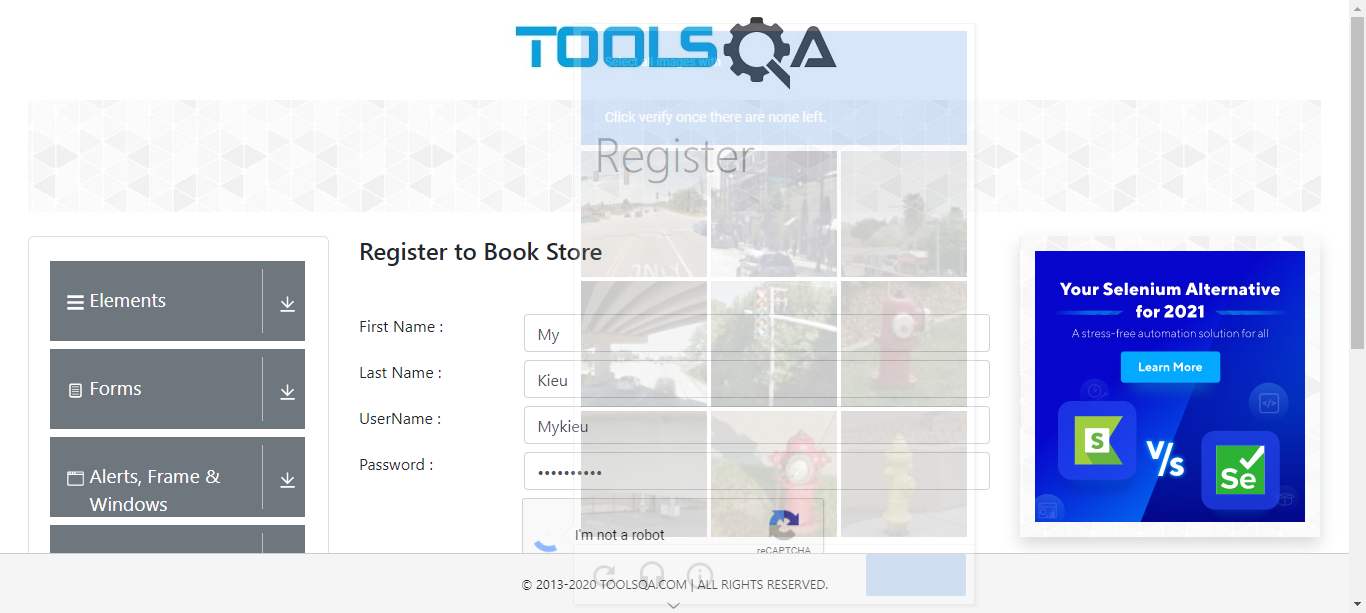 TOOLSQA
Select all images with
Click verify once there are none left.
Register
Elements
Forms
Alerts, Frame &
Windows
Register to Book Store
First Name :
My
Last Name :
Kieu
UserName :
Mykieu
Password :
••••••••••
I'm not a robot
reCAPTCHA
Your Selenium Alternative
for 2021
A stress-free automation solution for all
Learn More
S
V/s
Se
ONLY
© 2013-2020 TOOLSQA.COM | ALL RIGHTS RESERVED.